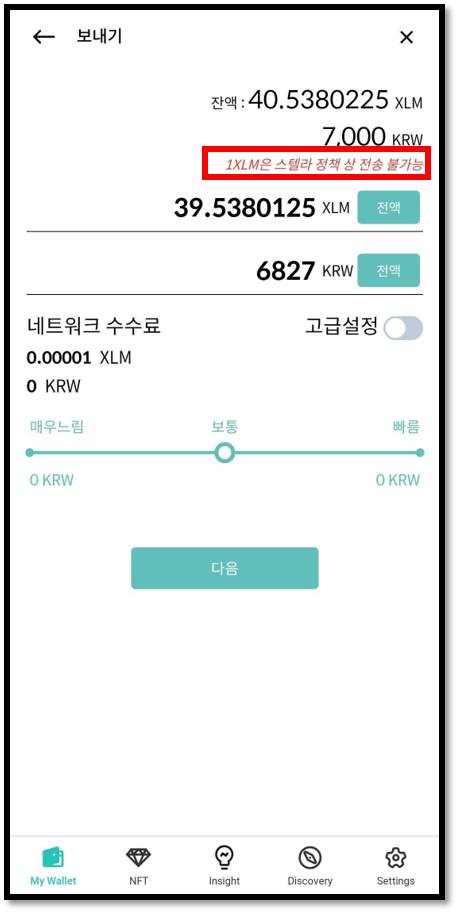 보내기
잔액 : 40.5380225 XLM
7,000 KRW
1XLM은 스텔라 정책 상 전송 불가능
39.5380125 XLM 전액
6827 KRW 전액
네트워크 수수료 고급설정
0.00001 XLM
0 KRW
매우느림 보통 빠름
0 KRW 0 KRW
다음
My Wallet NFT Insight Discovery Settings